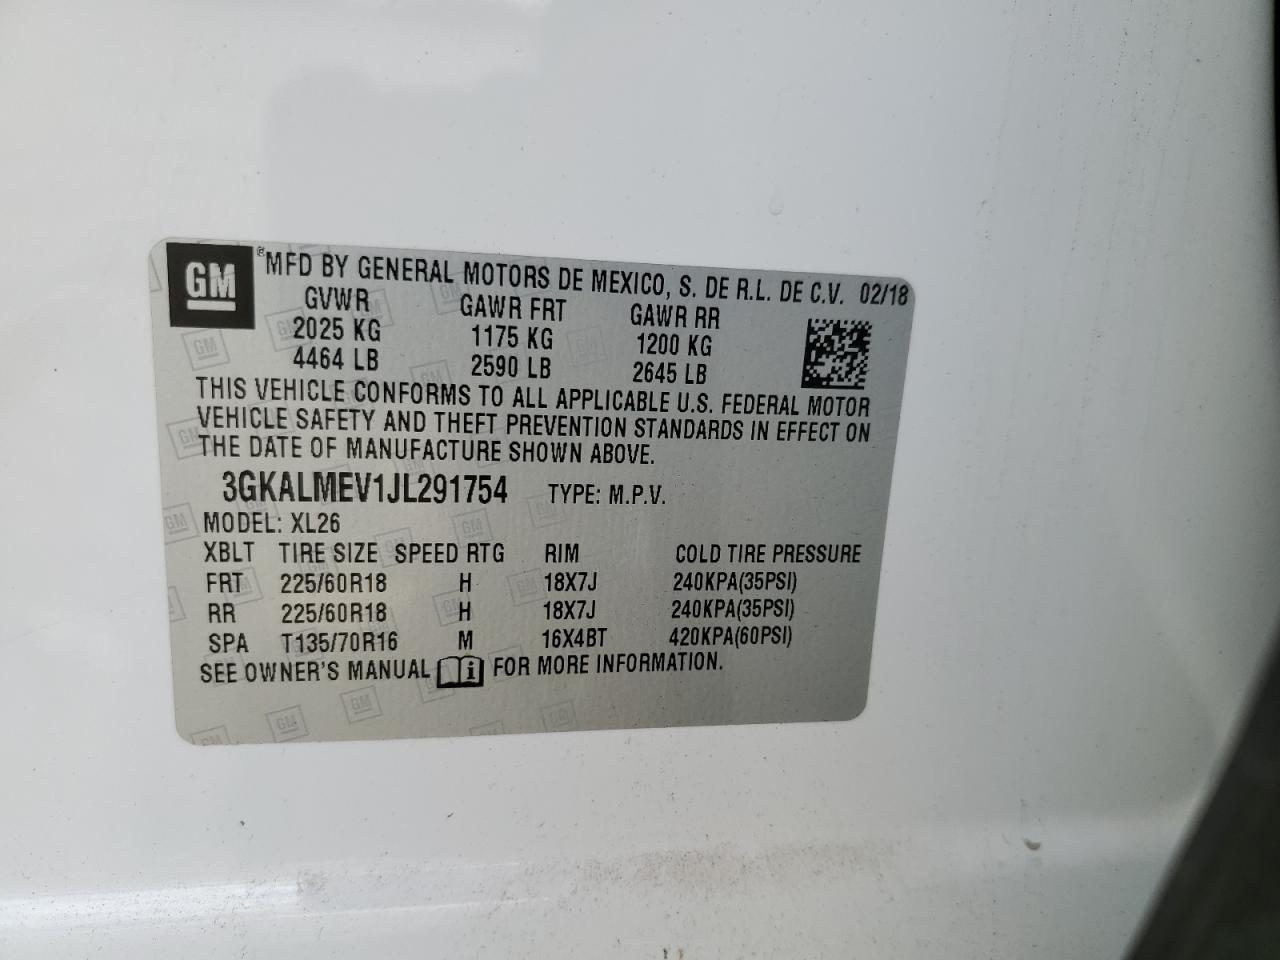 GM ® MFD BY GENERAL MOTORS DE MEXICO, S. DE R.L. DE C.V. 02/18
GVWR GAWR FRT GAWR RR
2025 KG 1175 KG 1200 KG
4464 LB 2590 LB 2645 LB
THIS VEHICLE CONFORMS TO ALL APPLICABLE U.S. FEDERAL MOTOR
VEHICLE SAFETY AND THEFT PREVENTION STANDARDS IN EFFECT ON
THE DATE OF MANUFACTURE SHOWN ABOVE.
3GKALMEV1JL291754 TYPE: M.P.V.
MODEL: XL26
XBLT TIRE SIZE SPEED RTG RIM COLD TIRE PRESSURE
FRT 225/60R18 H 18X7J 240KPA(35PSI)
RR 225/60R18 H 18X7J 240KPA(35PSI)
SPA T135/70R16 M 16X4BT 420KPA(60PSI)
SEE OWNER'S MANUAL i FOR MORE INFORMATION.